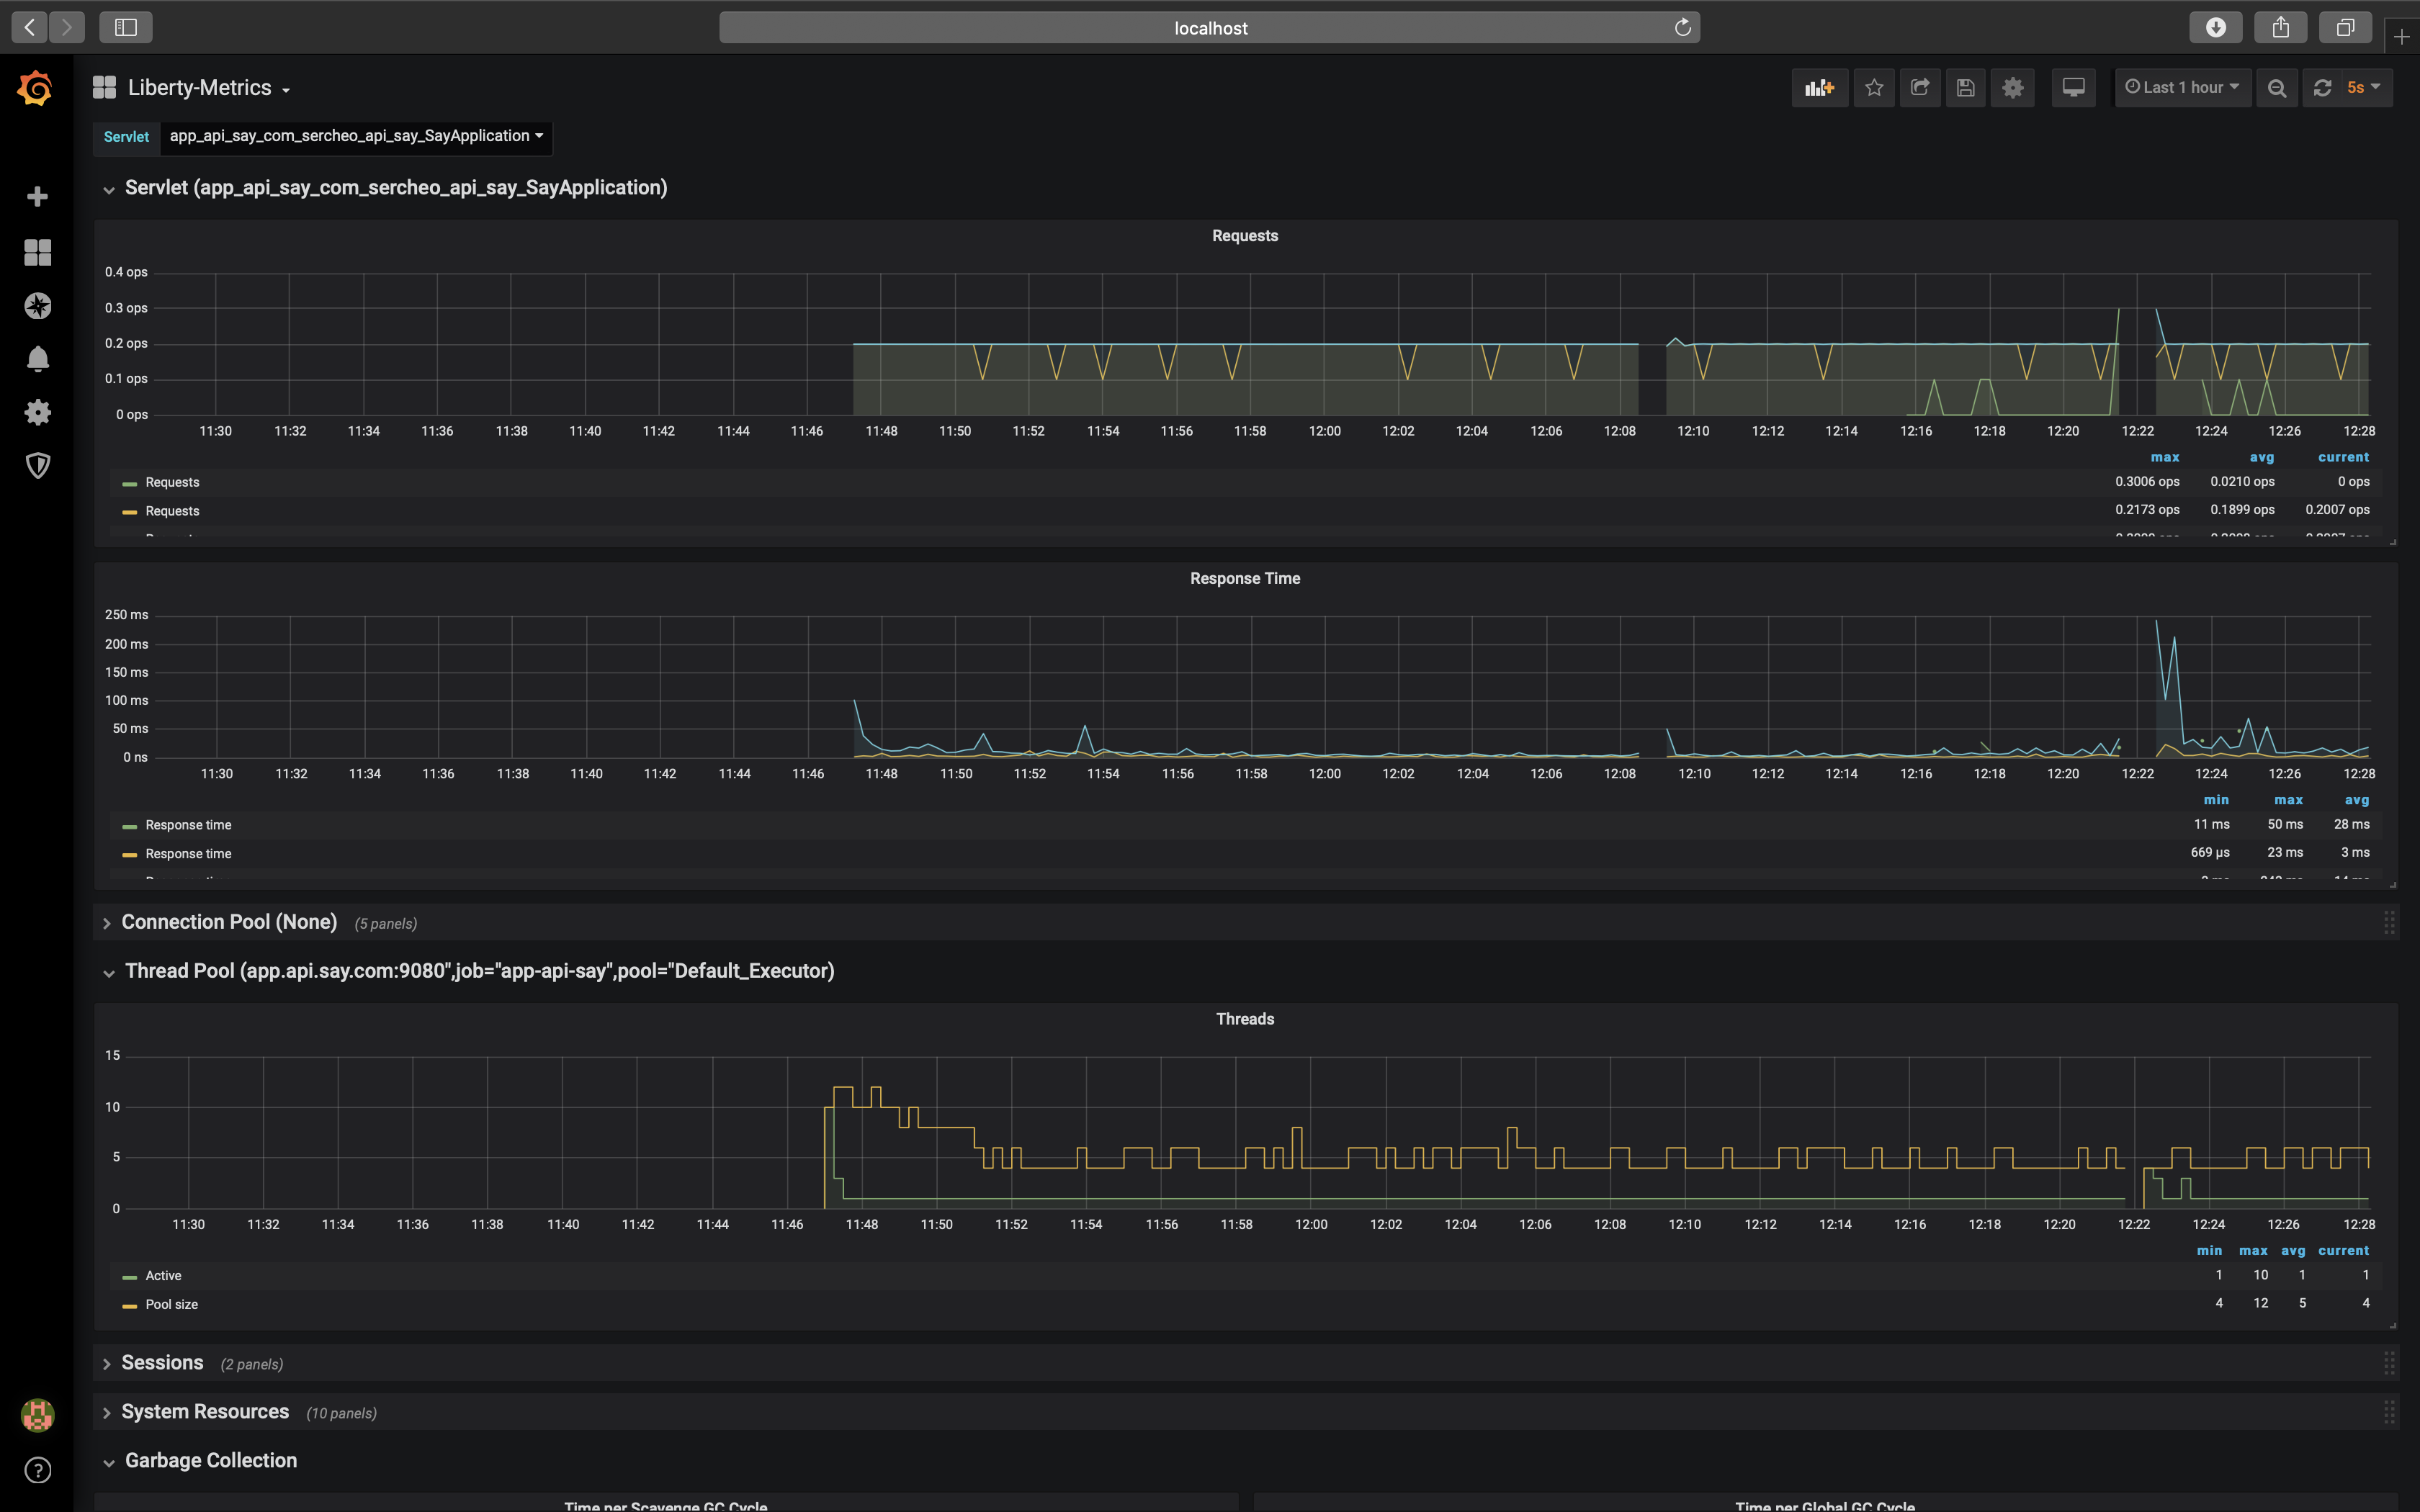 localhost
Liberty-Metrics
Last 1 hour
5s
Servlet
app_api_say_com_sercheo_api_say_SayApplication
Servlet (app_api_say_com_sercheo_api_say_SayApplication)
Requests
0.4 ops
0.3 ops
0.2 ops
0.1 ops
0 ops
11:30 11:32 11:34 11:36 11:38 11:40 11:42 11:44 11:46 11:48 11:50 11:52 11:54 11:56 11:58 12:00 12:02 12:04 12:06 12:08 12:10 12:12 12:14 12:16 12:18 12:20 12:22 12:24 12:26 12:28
max avg current
Requests 0.3006 ops 0.0210 ops 0 ops
Requests 0.2173 ops 0.1899 ops 0.2007 ops
Response Time
250 ms
200 ms
150 ms
100 ms
50 ms
0 ns
11:30 11:32 11:34 11:36 11:38 11:40 11:42 11:44 11:46 11:48 11:50 11:52 11:54 11:56 11:58 12:00 12:02 12:04 12:06 12:08 12:10 12:12 12:14 12:16 12:18 12:20 12:22 12:24 12:26 12:28
min max avg
Response time 11 ms 50 ms 28 ms
Response time 669 µs 23 ms 3 ms
Connection Pool (None) (5 panels)
Thread Pool (app.api.say.com:9080",job="app-api-say",pool="Default_Executor)
Threads
15
10
5
0
11:30 11:32 11:34 11:36 11:38 11:40 11:42 11:44 11:46 11:48 11:50 11:52 11:54 11:56 11:58 12:00 12:02 12:04 12:06 12:08 12:10 12:12 12:14 12:16 12:18 12:20 12:22 12:24 12:26 12:28
min max avg current
Active 1 10 1 1
Pool size 4 12 5 4
Sessions (2 panels)
System Resources (10 panels)
Garbage Collection
Time per Scavenge GC Cycle
Time per Global GC Cycle